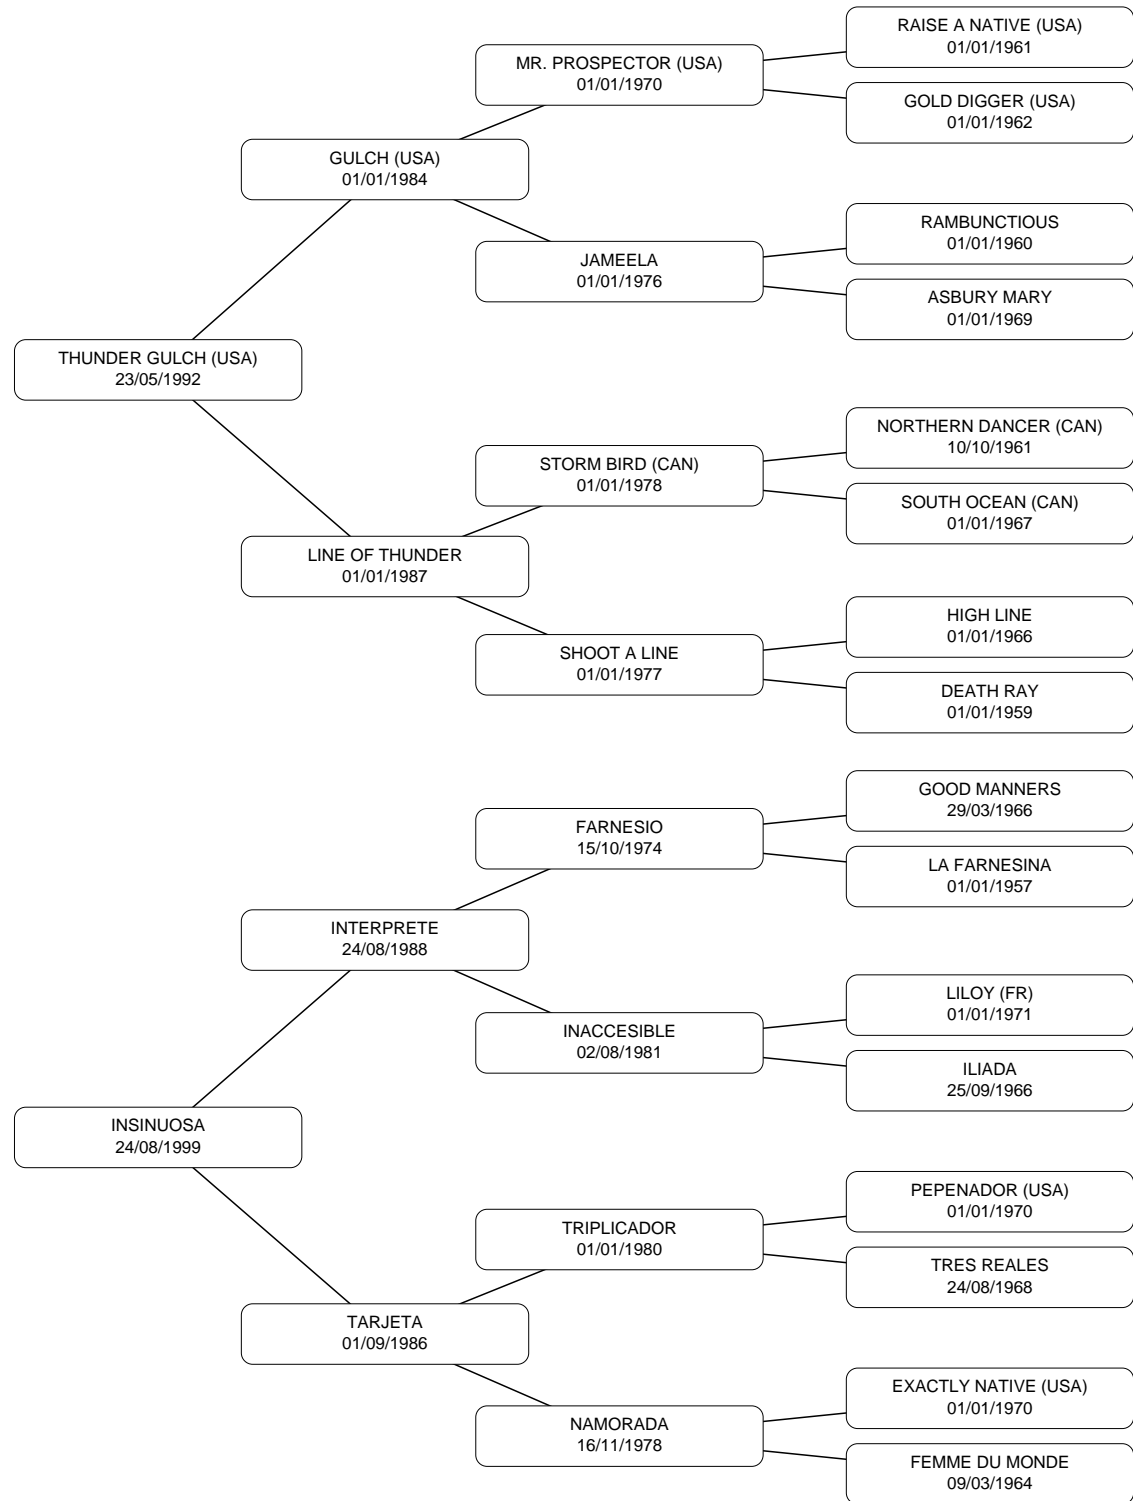 RAISE A NATIVE (USA)
01/01/1961
MR. PROSPECTOR (USA)
01/01/1970
GOLD DIGGER (USA)
01/01/1962
GULCH (USA)
01/01/1984
RAMBUNCTIOUS
01/01/1960
JAMEELA
01/01/1976
ASBURY MARY
01/01/1969
THUNDER GULCH (USA)
23/05/1992
NORTHERN DANCER (CAN)
10/10/1961
STORM BIRD (CAN)
01/01/1978
SOUTH OCEAN (CAN)
01/01/1967
LINE OF THUNDER
01/01/1987
HIGH LINE
01/01/1966
SHOOT A LINE
01/01/1977
DEATH RAY
01/01/1959
GOOD MANNERS
29/03/1966
FARNESIO
15/10/1974
LA FARNESINA
01/01/1957
INTERPRETE
24/08/1988
LILOY (FR)
01/01/1971
INACCESIBLE
02/08/1981
ILIADA
25/09/1966
INSINUOSA
24/08/1999
PEPENADOR (USA)
01/01/1970
TRIPLICADOR
01/01/1980
TRES REALES
24/08/1968
TARJETA
01/09/1986
EXACTLY NATIVE (USA)
01/01/1970
NAMORADA
16/11/1978
FEMME DU MONDE
09/03/1964